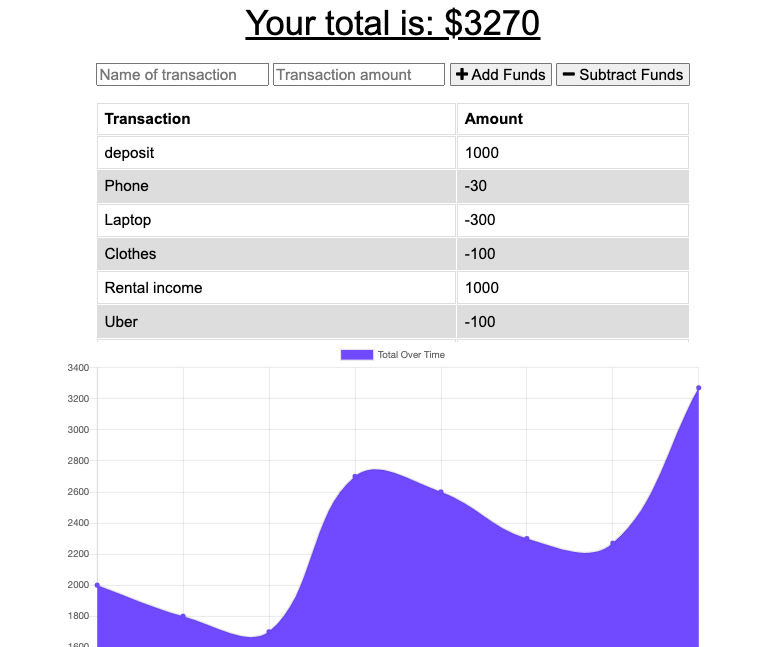 Your total is: $3270
Name of transaction Transaction amount Add Funds Subtract Funds
Transaction Amount
deposit 1000
Phone -30
Laptop -300
Clothes -100
Rental income 1000
Uber -100
Total Over Time
3400
3200
3000
2800
2600
2400
2200
2000
1800
1600